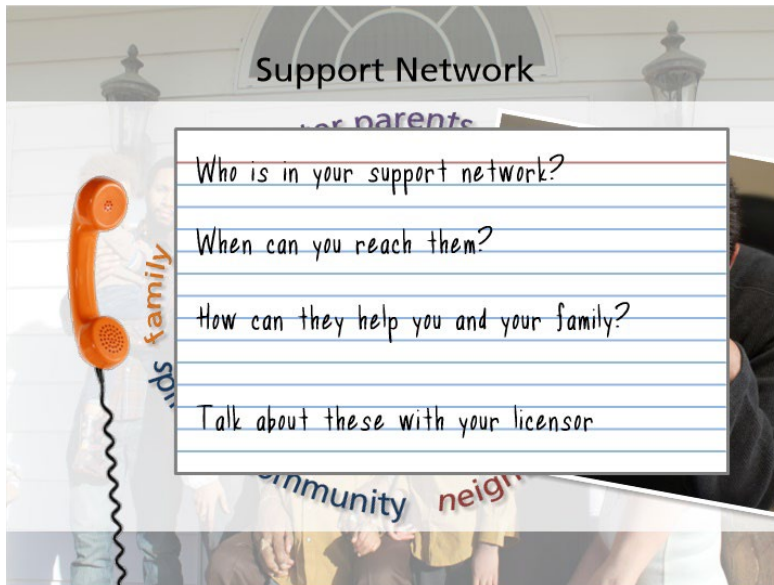 Support Network
parents
Who is in your support network?
When can you reach them?
family
How can they help you and your family?
Talk about these with your licensor